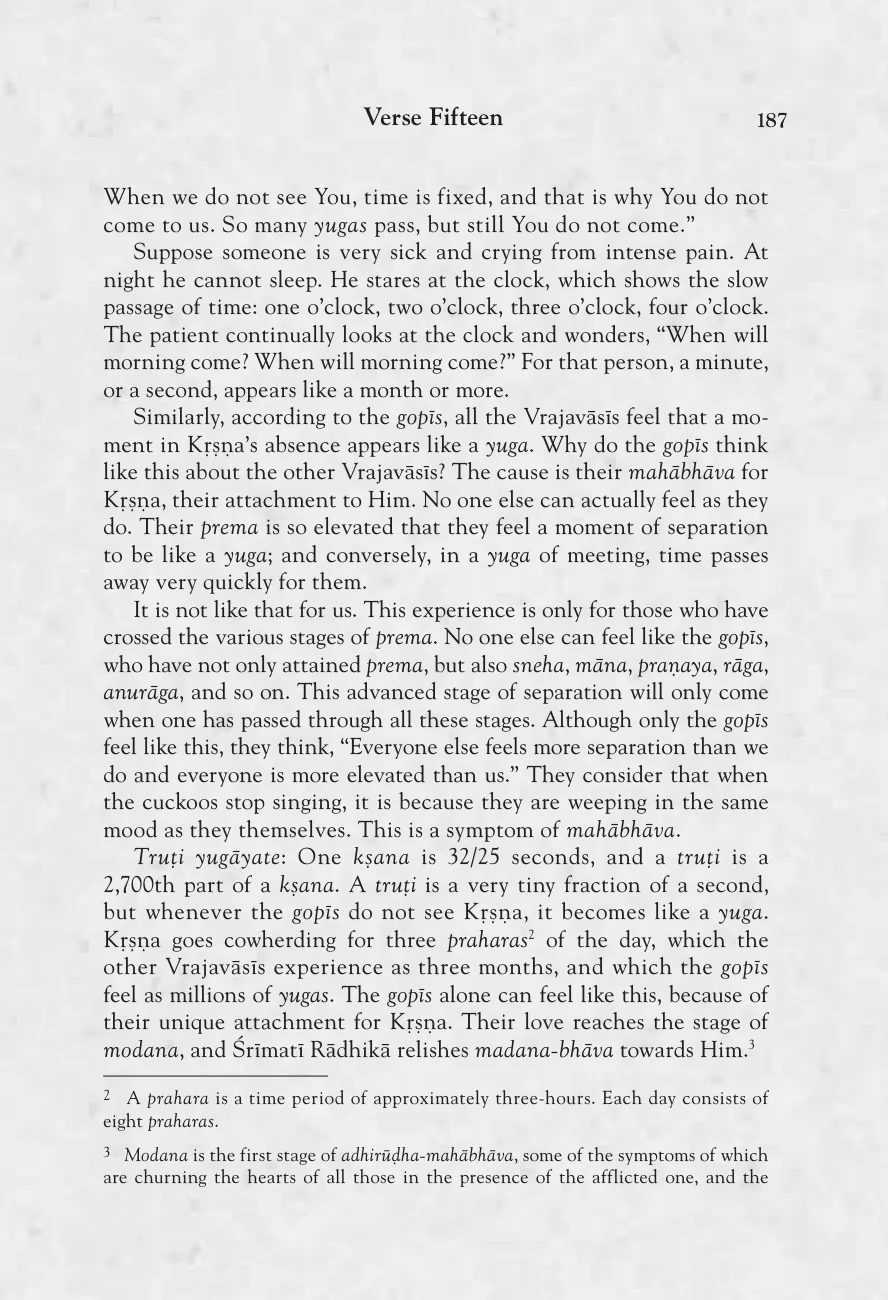 Verse Fifteen
187
When we do not see You, time is fixed, and that is why You do not
come to us. So many yugas pass, but still You do not come.”
Suppose someone is very sick and crying from intense pain. At
night he cannot sleep. He stares at the clock, which shows the slow
passage of time: one o’clock, two o’clock, three o’clock, four o’clock.
The patient continually looks at the clock and wonders, “When will
morning come? When will morning come?” For that person, a minute,
or a second, appears like a month or more.
Similarly, according to the gopīs, all the Vrajavāsīs feel that a mo-
ment in Kṛṣṇa’s absence appears like a yuga. Why do the gopīs think
like this about the other Vrajavāsīs? The cause is their mahābhāva for
Kṛṣṇa, their attachment to Him. No one else can actually feel as they
do. Their prema is so elevated that they feel a moment of separation
to be like a yuga; and conversely, in a yuga of meeting, time passes
away very quickly for them.
It is not like that for us. This experience is only for those who have
crossed the various stages of prema. No one else can feel like the gopīs,
who have not only attained prema, but also sneha, māna, praṇaya, rāga,
anurāga, and so on. This advanced stage of separation will only come
when one has passed through all these stages. Although only the gopīs
feel like this, they think, “Everyone else feels more separation than we
do and everyone is more elevated than us.” They consider that when
the cuckoos stop singing, it is because they are weeping in the same
mood as they themselves. This is a symptom of mahābhāva.
Truṭi yugāyate: One kṣana is 32/25 seconds, and a truṭi is a
2,700th part of a kṣana. A truṭi is a very tiny fraction of a second,
but whenever the gopīs do not see Kṛṣṇa, it becomes like a yuga.
Kṛṣṇa goes cowherding for three praharas² of the day, which the
other Vrajavāsīs experience as three months, and which the gopīs
feel as millions of yugas. The gopīs alone can feel like this, because of
their unique attachment for Kṛṣṇa. Their love reaches the stage of
modana, and Śrīmatī Rādhikā relishes madana-bhāva towards Him.³
2 A prahara is a time period of approximately three-hours. Each day consists of
eight praharas.
3 Modana is the first stage of adhirūḍha-mahābhāva, some of the symptoms of which
are churning the hearts of all those in the presence of the afflicted one, and the